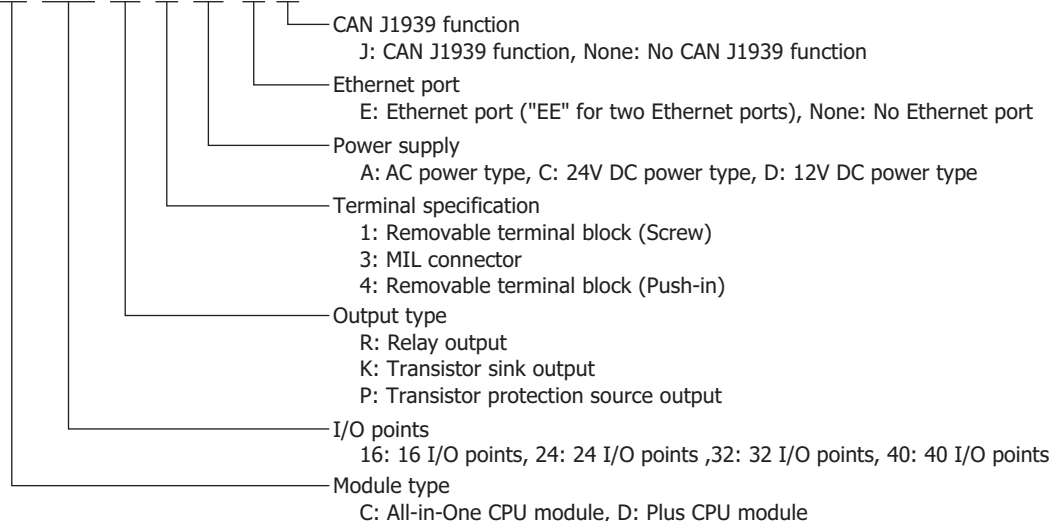 CAN J1939 function
J: CAN J1939 function, None: No CAN J1939 function
Ethernet port
E: Ethernet port ("EE" for two Ethernet ports), None: No Ethernet port
Power supply
A: AC power type, C: 24V DC power type, D: 12V DC power type
Terminal specification
1: Removable terminal block (Screw)
3: MIL connector
4: Removable terminal block (Push-in)
Output type
R: Relay output
K: Transistor sink output
P: Transistor protection source output
I/O points
16: 16 I/O points, 24: 24 I/O points ,32: 32 I/O points, 40: 40 I/O points
Module type
C: All-in-One CPU module, D: Plus CPU module